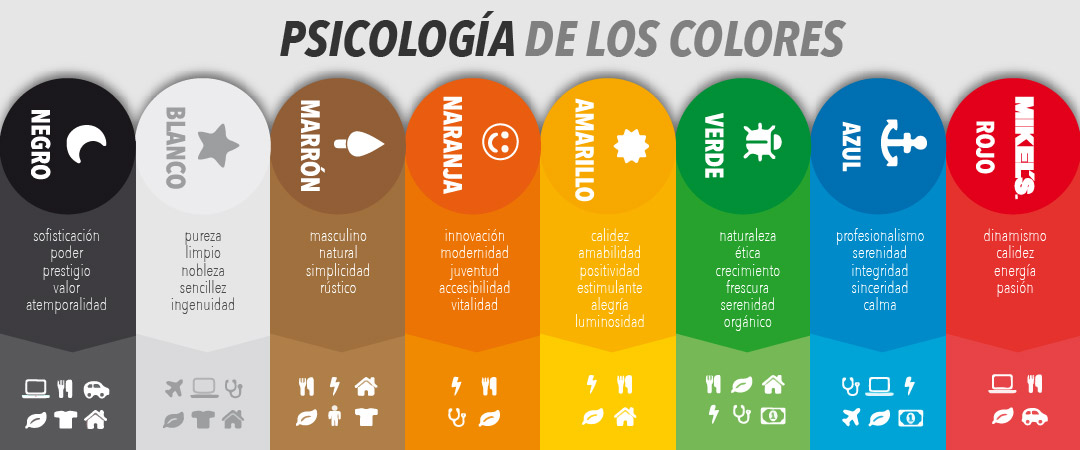 PSICOLOGÍA DE LOS COLORES
NEGRO
sofisticación
poder
prestigio
valor
atemporalidad
BLANCO
pureza
limpio
nobleza
sencillez
ingenuidad
MARRÓN
masculino
natural
simplicidad
rústico
NARANJA
innovación
modernidad
juventud
accesibilidad
vitalidad
AMARILLO
calidez
amabilidad
positividad
estimulante
alegría
luminosidad
VERDE
naturaleza
ética
crecimiento
frescura
serenidad
orgánico
AZUL
profesionalismo
serenidad
integridad
sinceridad
calma
MIKEL'S
ROJO
dinamismo
calidez
energía
pasión